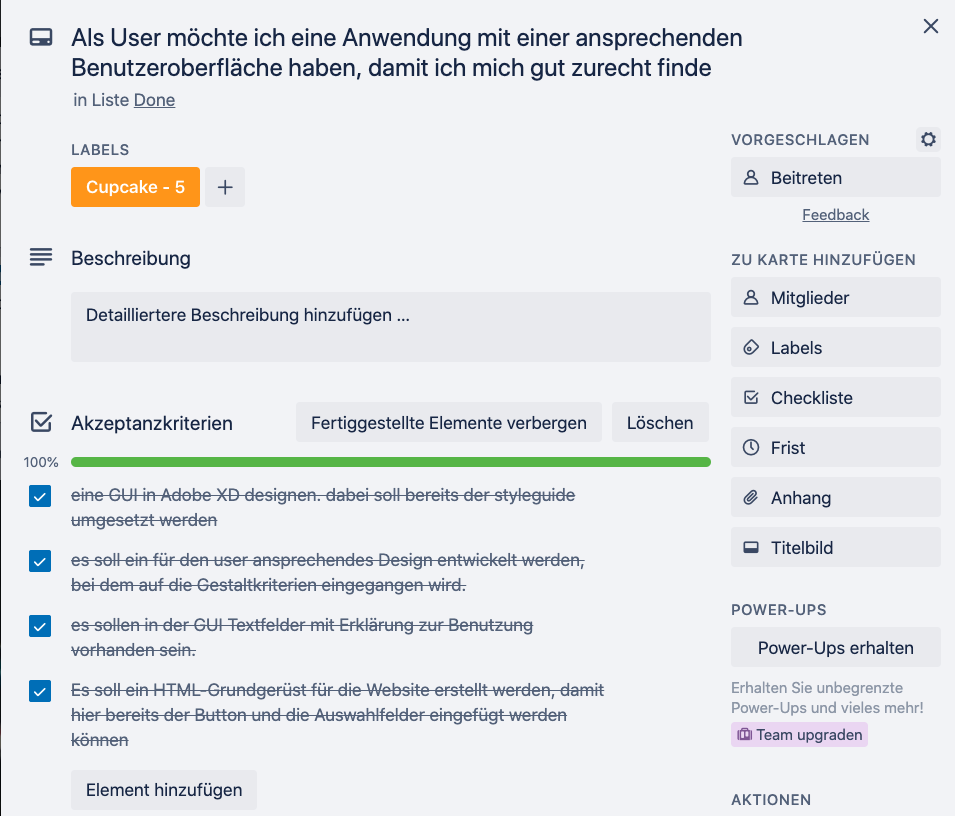 Als User möchte ich eine Anwendung mit einer ansprechenden
Benutzeroberfläche haben, damit ich mich gut zurecht finde
in Liste Done
LABELS
Cupcake - 5
Beschreibung
Detailliertere Beschreibung hinzufügen ...
Akzeptanzkriterien
Fertiggestellte Elemente verbergen
Löschen
100%
eine GUI in Adobe XD designen. dabei soll bereits der styleguide
umgesetzt werden
es soll ein für den user ansprechendes Design entwickelt werden,
bei dem auf die Gestaltkriterien eingegangen wird.
es sollen in der GUI Textfelder mit Erklärung zur Benutzung
vorhanden sein.
Es soll ein HTML-Grundgerüst für die Website erstellt werden, damit
hier bereits der Button und die Auswahlfelder eingefügt werden
können
Element hinzufügen
VORGESCHLAGEN
Beitreten
Feedback
ZU KARTE HINZUFÜGEN
Mitglieder
Labels
Checkliste
Frist
Anhang
Titelbild
POWER-UPS
Power-Ups erhalten
Erhalten Sie unbegrenzte
Power-Ups und vieles mehr!
Team upgraden
AKTIONEN